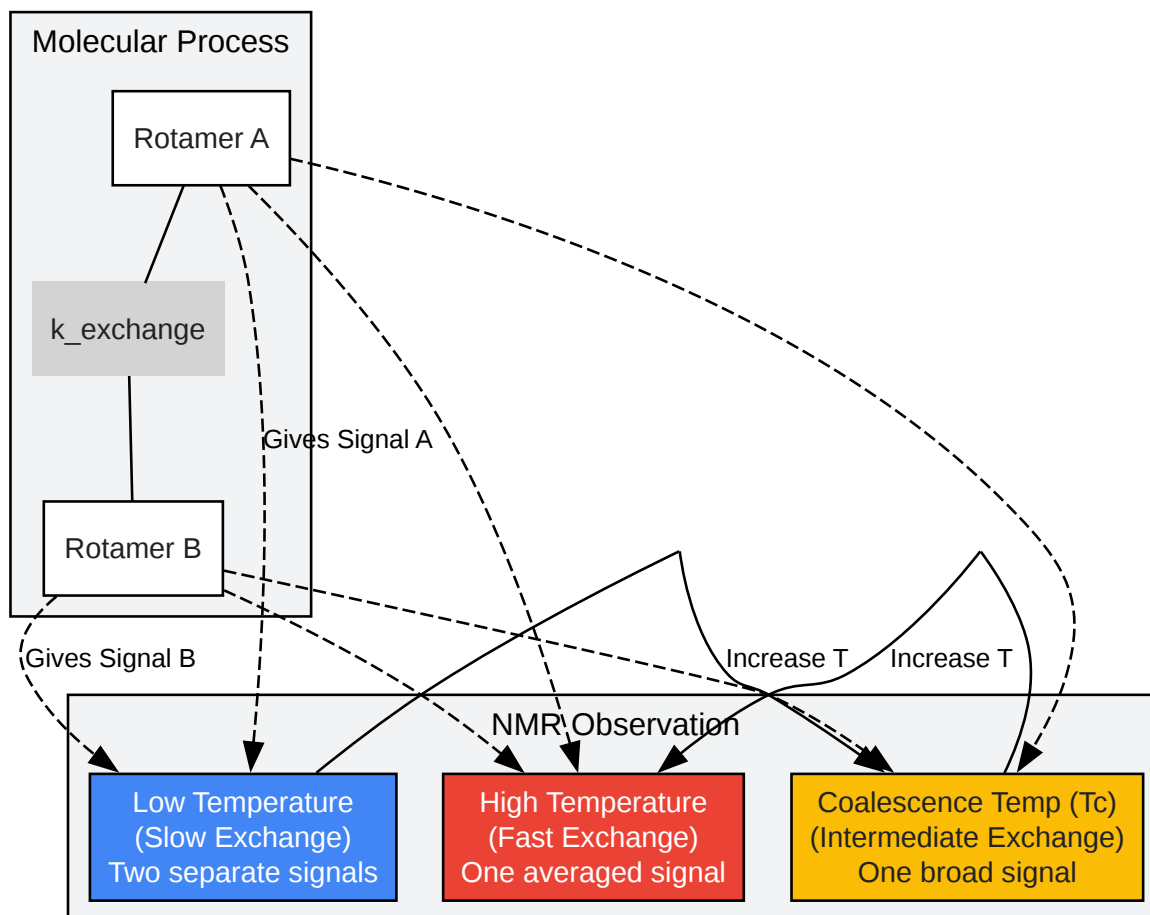 Molecular Process
Rotamer A
k_exchange
Gives Signal A
Rotamer B
Gives Signal B
Increase T
Increase T
NMR Observation
Low Temperature
(Slow Exchange)
Two separate signals
High Temperature
(Fast Exchange)
One averaged signal
Coalescence Temp (Tc)
(Intermediate Exchange)
One broad signal